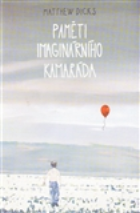 MATTHEW DICKS
PAMĚTI
IMAGINÁRNÍHO
KAMARÁDA